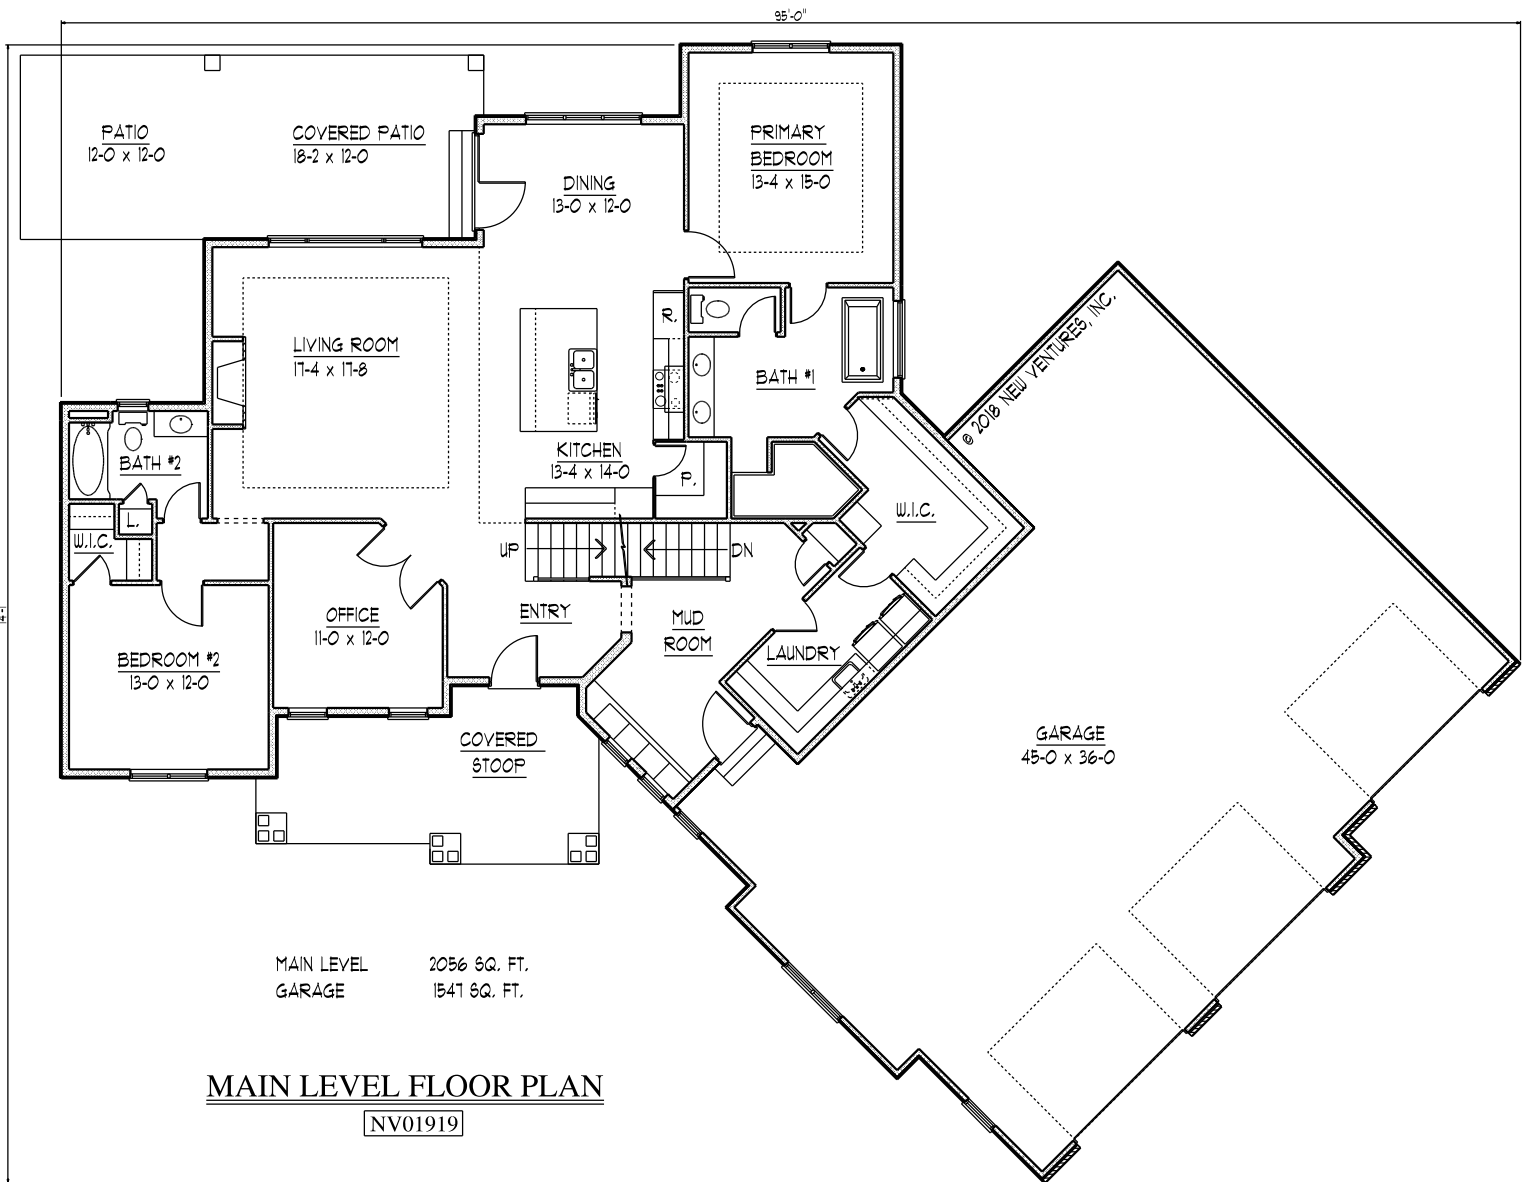 95'-0"
PATIO
12-0 x 12-0
COVERED PATIO
18-2 x 12-0
DINING
13-0 x 12-0
PRIMARY
BEDROOM
13-4 x 15-0
R.
LIVING ROOM
17-4 x 17-8
BATH #1
© 2018 NEW VENTURES, INC.
KITCHEN
13-4 x 14-0
P.
BATH #2
L.
W.I.C.
W.I.C.
UP
DN
OFFICE
11-0 x 12-0
ENTRY
MUD
ROOM
LAUNDRY
BEDROOM #2
13-0 x 12-0
COVERED
STOOP
GARAGE
45-0 x 36-0
MAIN LEVEL 2056 SQ. FT.
GARAGE 1547 SQ. FT.
MAIN LEVEL FLOOR PLAN
NV01919